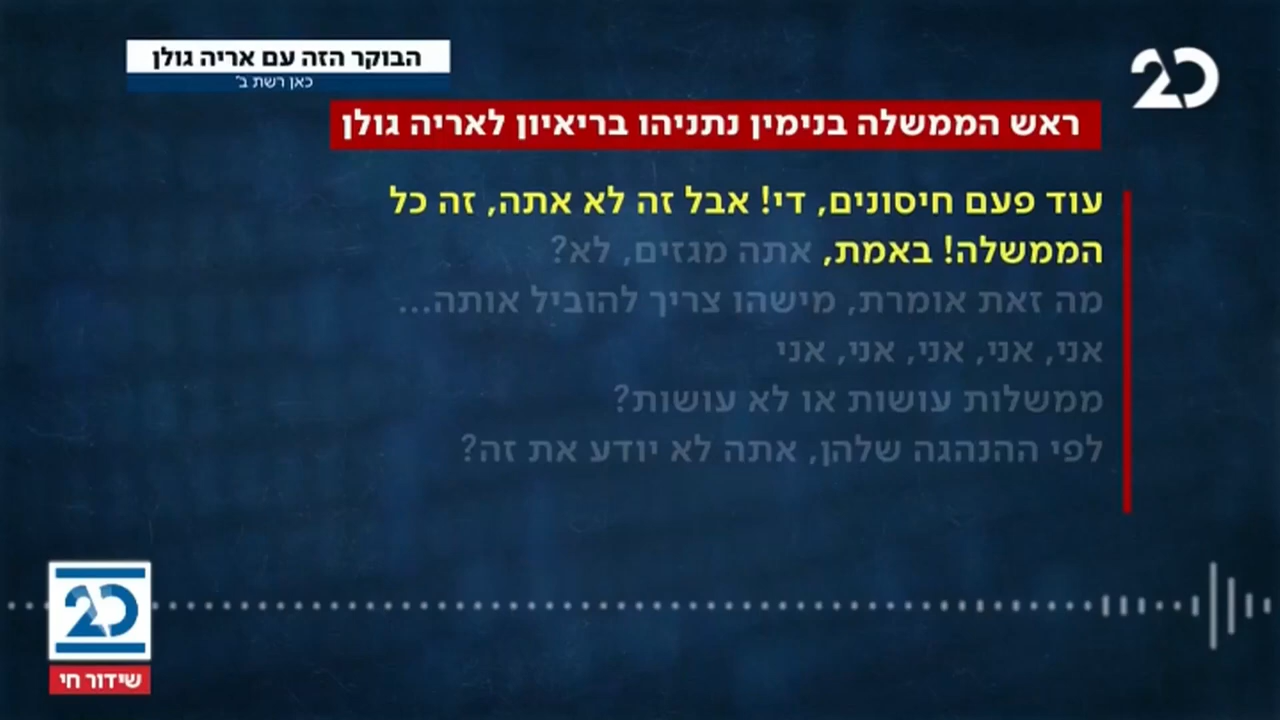 הבוקר הזה עם אריה גולן
כאן רשת ב'
20
ראש הממשלה בנימין נתניהו בריאיון לאריה גולן
עוד פעם חיסונים, די! אבל זה לא אתה, זה כל
הממשלה! באמת, אתה מגזים, לא?
מה זאת אומרת, מישהו צריך להוביל אותה...
אני, אני, אני, אני, אני
ממשלות עושות או לא עושות?
לפי ההנהגה שלהן, אתה לא יודע את זה?
20
שידור חי